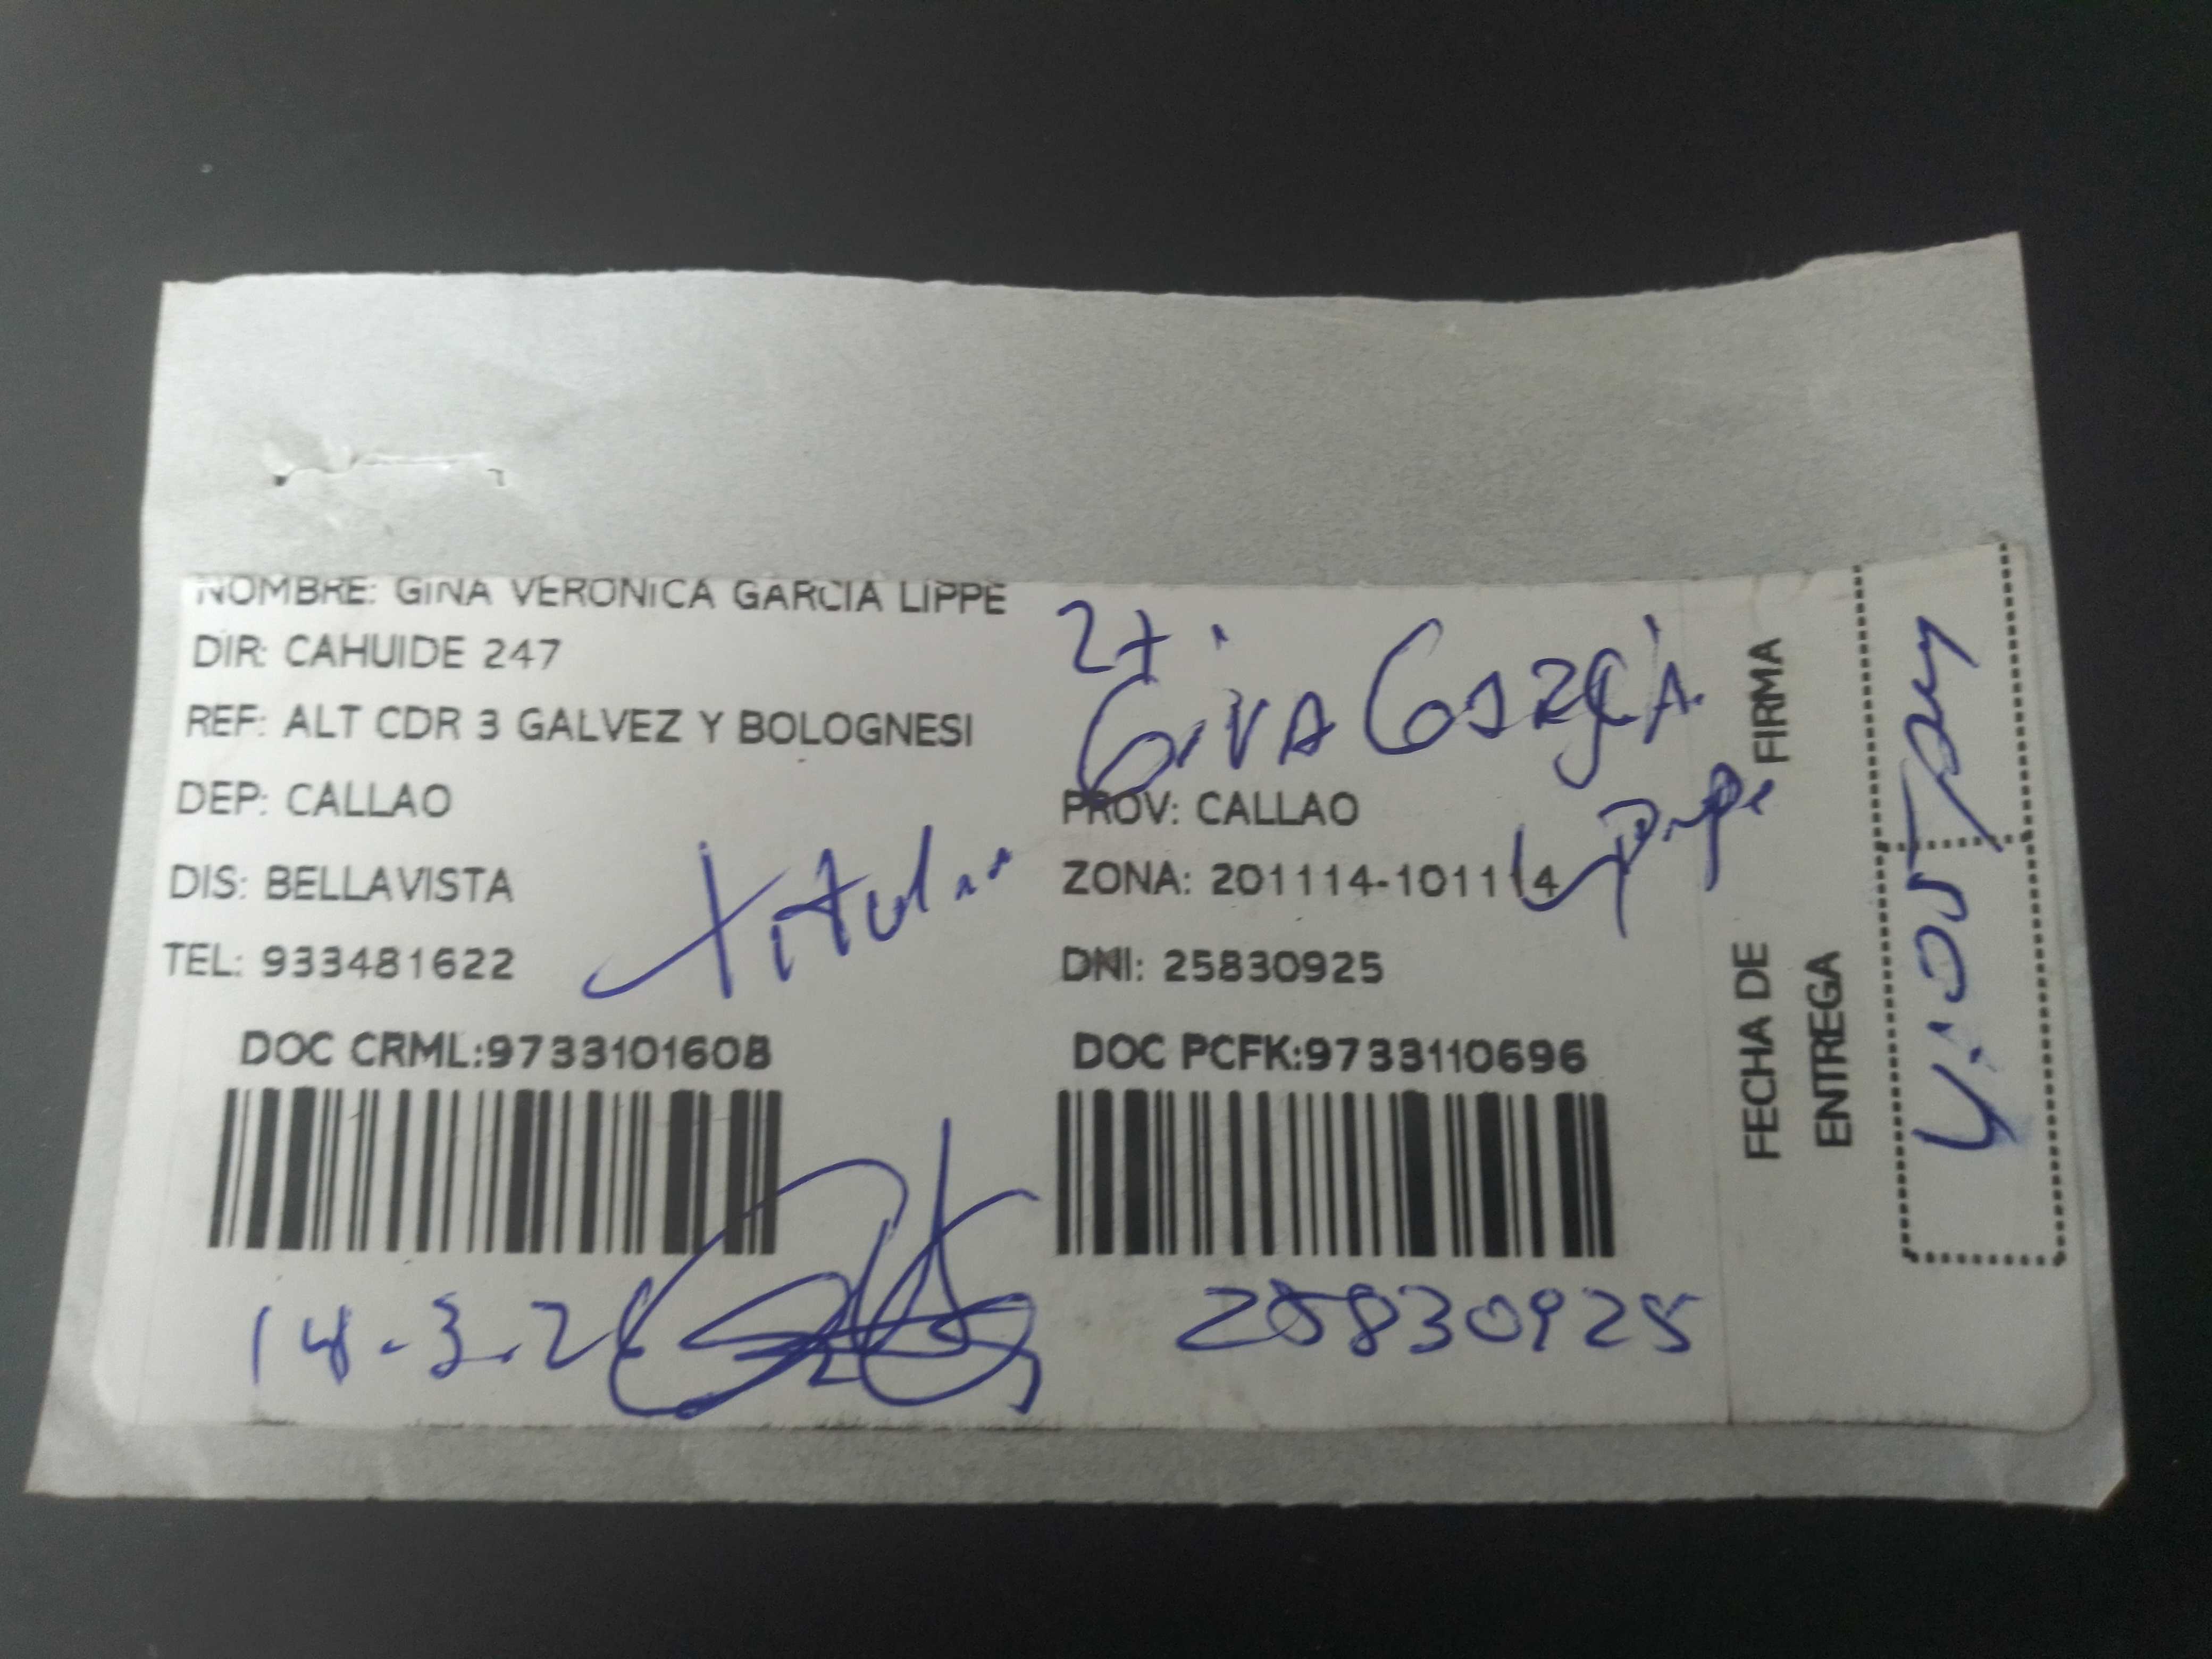 NOMBRE: GINA VERONICA GARCIA LIPPE
DIR: CAHUIDE 247
REF: ALT CDR 3 GALVEZ Y BOLOGNESI
Gina Garcia
Lippe
DEP: CALLAO
PROV: CALLAO
DIS: BELLAVISTA
titular
ZONA: 201114-101114
TEL: 933481622
DNI: 25830925
DOC CRML:9733101608
DOC PCFK:9733110696
14-3.2
25830925
FIRMA
FECHA DE
ENTREGA